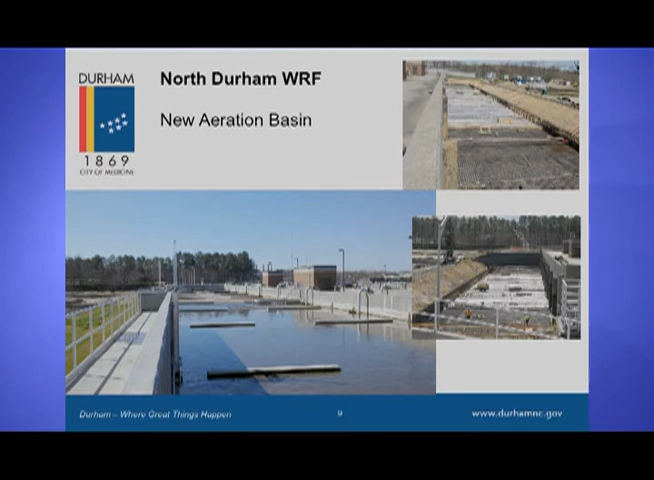 DURHAM
1869
CITY OF MEDICINE
North Durham WRF
New Aeration Basin
Durham – Where Great Things Happen
9
www.durhamnc.gov